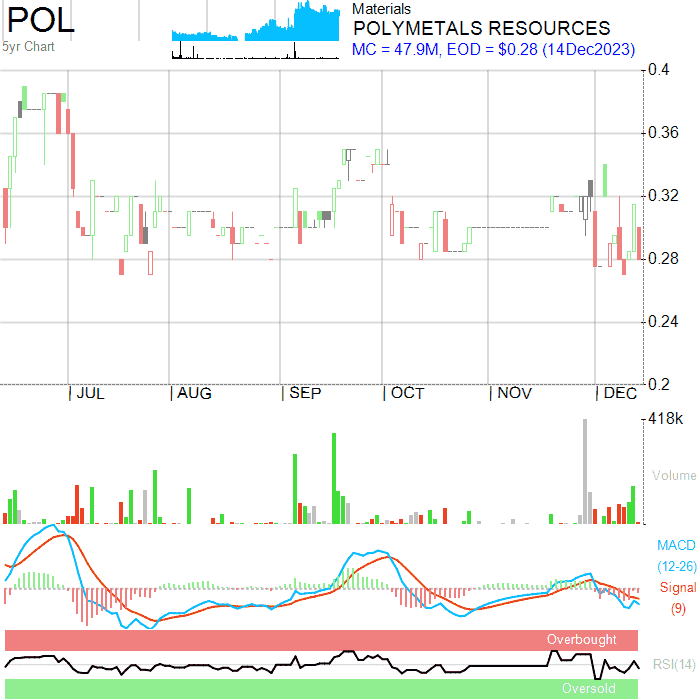 POL
5yr Chart
Materials
POLYMETALS RESOURCES
MC = 47.9M, EOD = $0.28 (14Dec2023)
0.4
0.36
0.32
0.28
0.24
0.2
JUL AUG SEP OCT NOV DEC
418k
Volume
MACD
(12-26)
Signal
(9)
Overbought
RSI(14)
Oversold